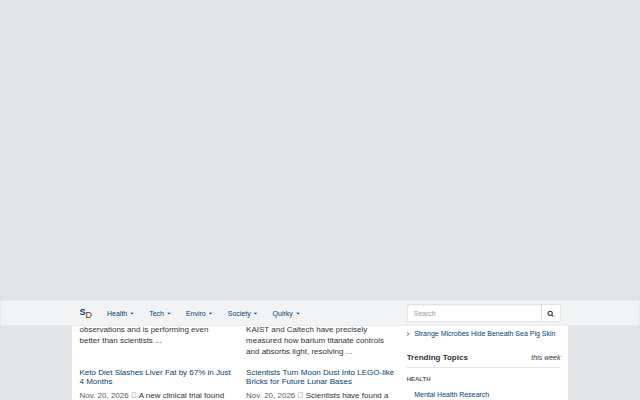 SD Health Tech Enviro Society Quirky Search
observations and is performing even
better than scientists ...
KAIST and Caltech have precisely
measured how barium titanate controls
and absorbs light, resolving ...
Keto Diet Slashes Liver Fat by 67% in Just
4 Months
Nov. 20, 2026 A new clinical trial found
Scientists Turn Moon Dust Into LEGO-like
Bricks for Future Lunar Bases
Nov. 20, 2026 Scientists have found a
Strange Microbes Hide Beneath Sea Pig Skin
Trending Topics this week
HEALTH
Mental Health Research